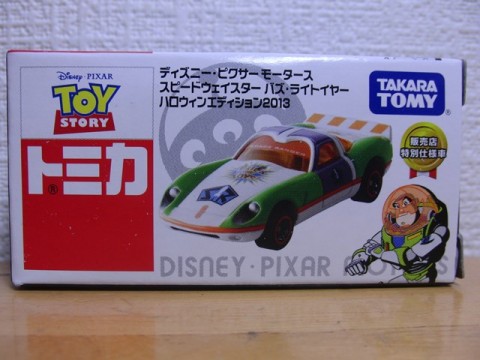 Disney · PIXAR
TOY
STORY
トミカ
®
ディズニー・ピクサー モータース
スピードウェイスター バズ・ライトイヤー
ハロウィンエディション2013
TAKARA
TOMY
販売店
特別仕様車
DISNEY · PIXAR